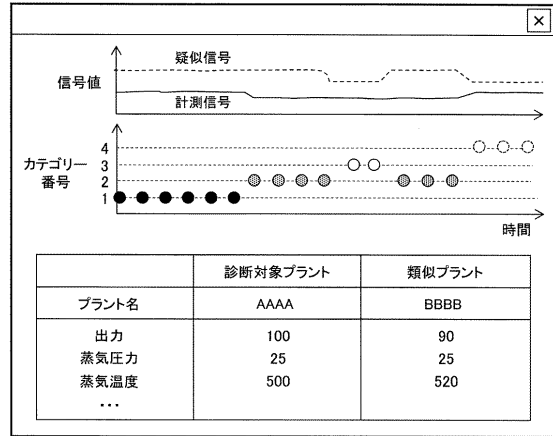 ×
疑似信号
信号値
計測信号
4
カテゴリー
3
番号
2
1
時間
診断対象プラント 類似プラント
プラント名 AAAA BBBB
出力 100 90
蒸気圧力 25 25
蒸気温度 500 520
…